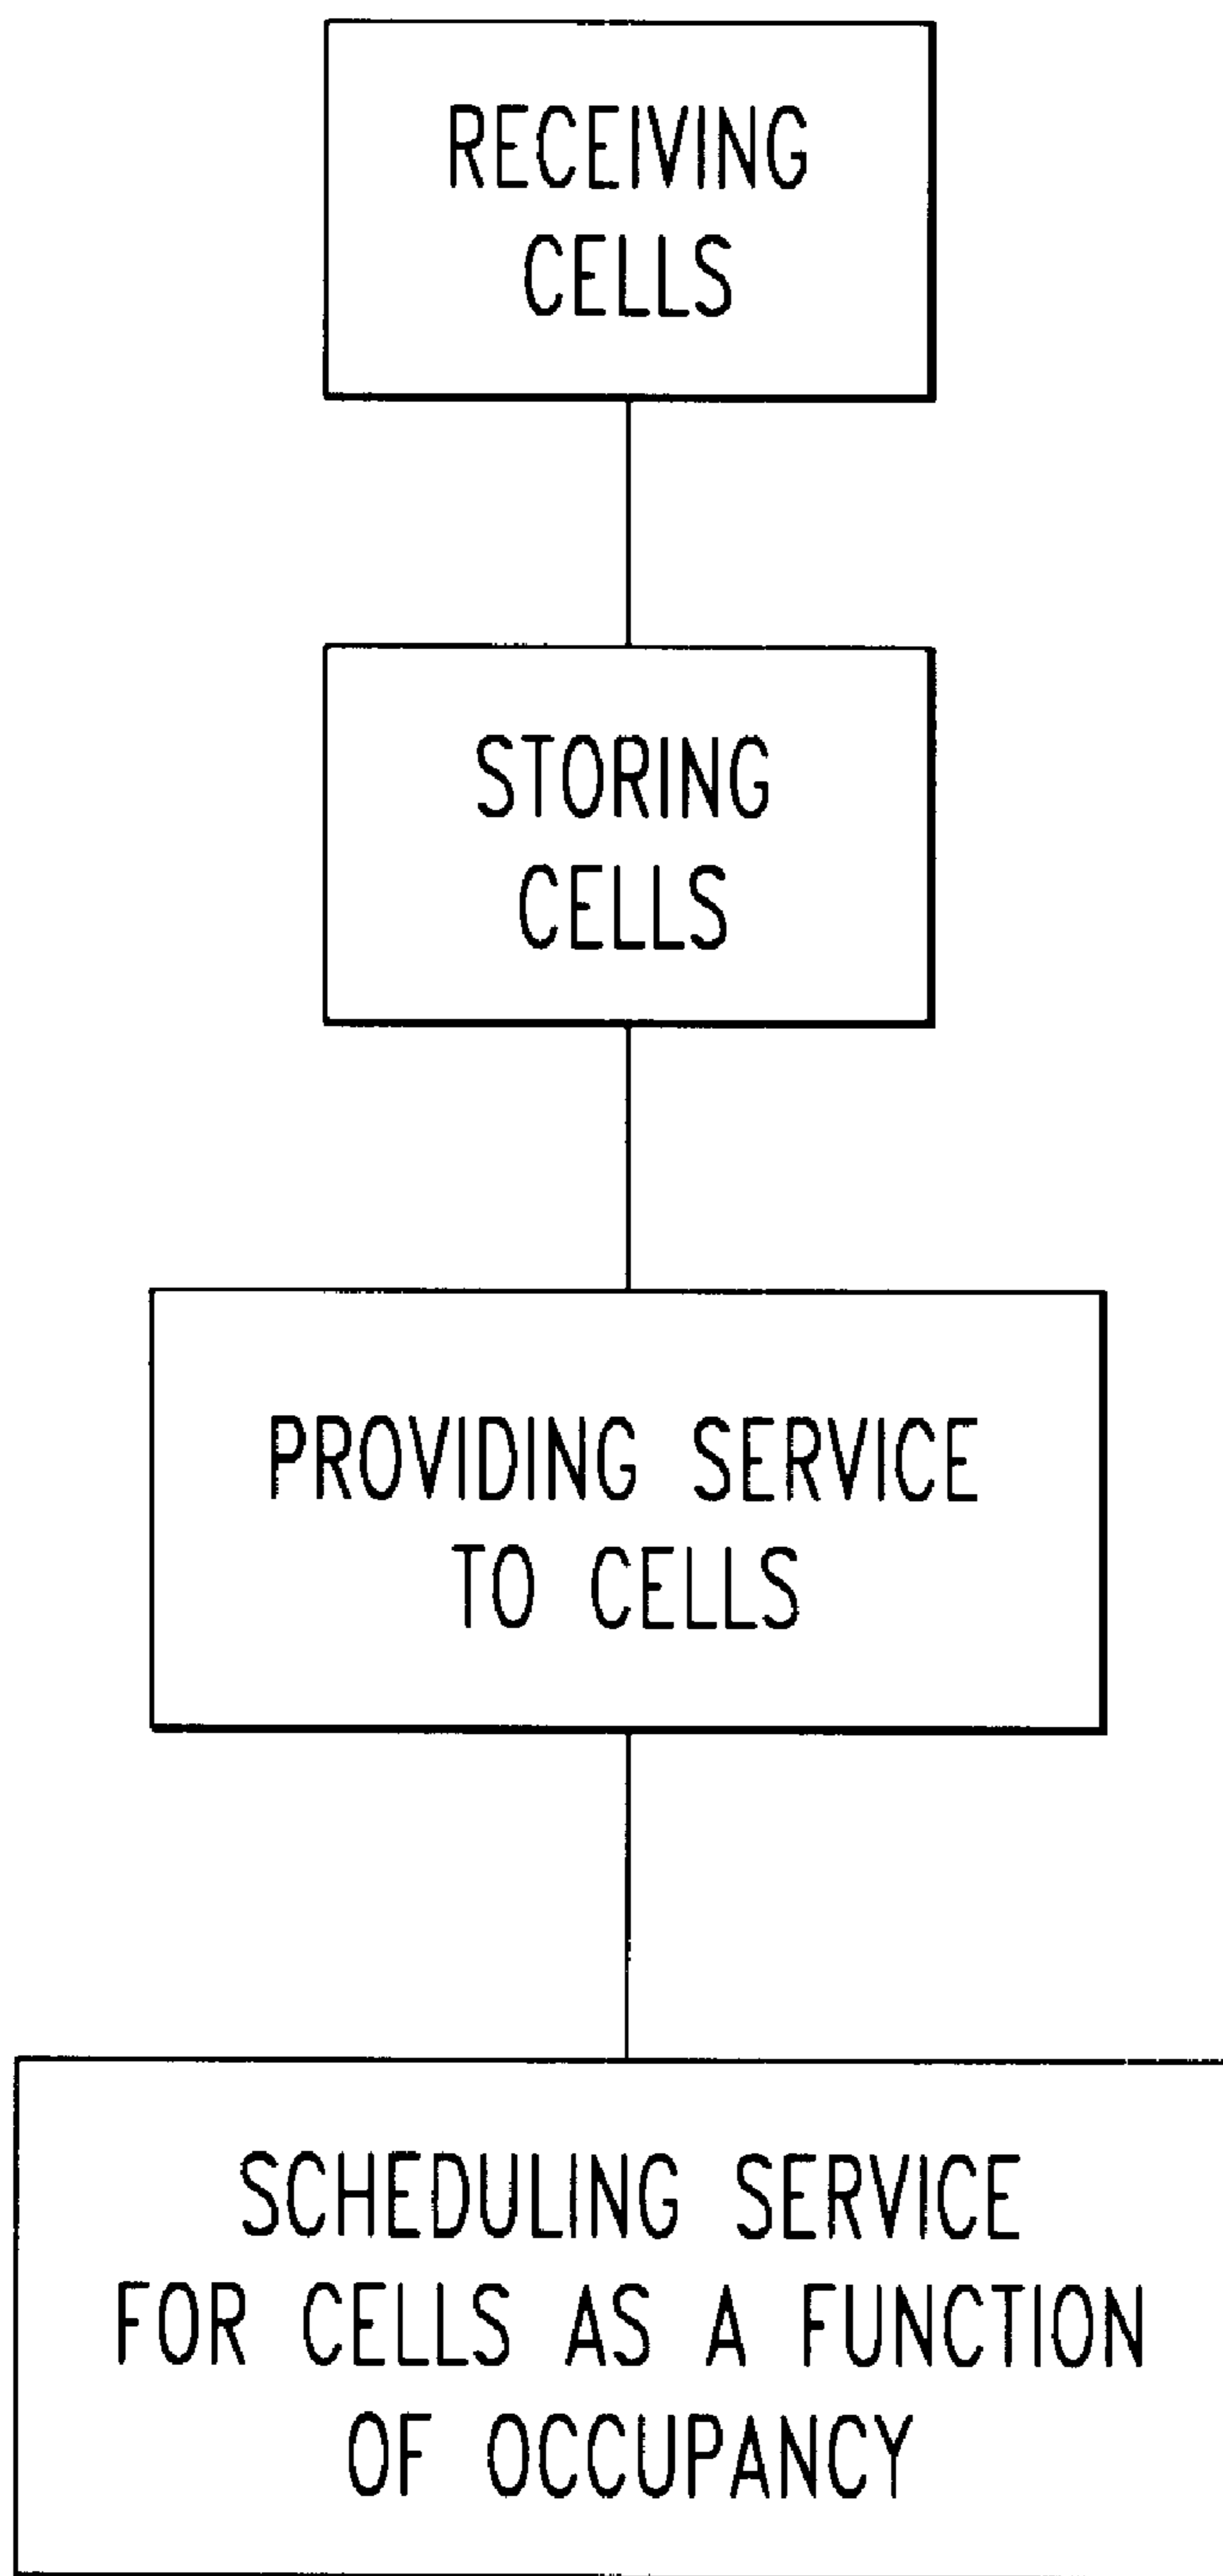 RECEIVING
CELLS
STORING
CELLS
PROVIDING SERVICE
TO CELLS
SCHEDULING SERVICE
FOR CELLS AS A FUNCTION
OF OCCUPANCY